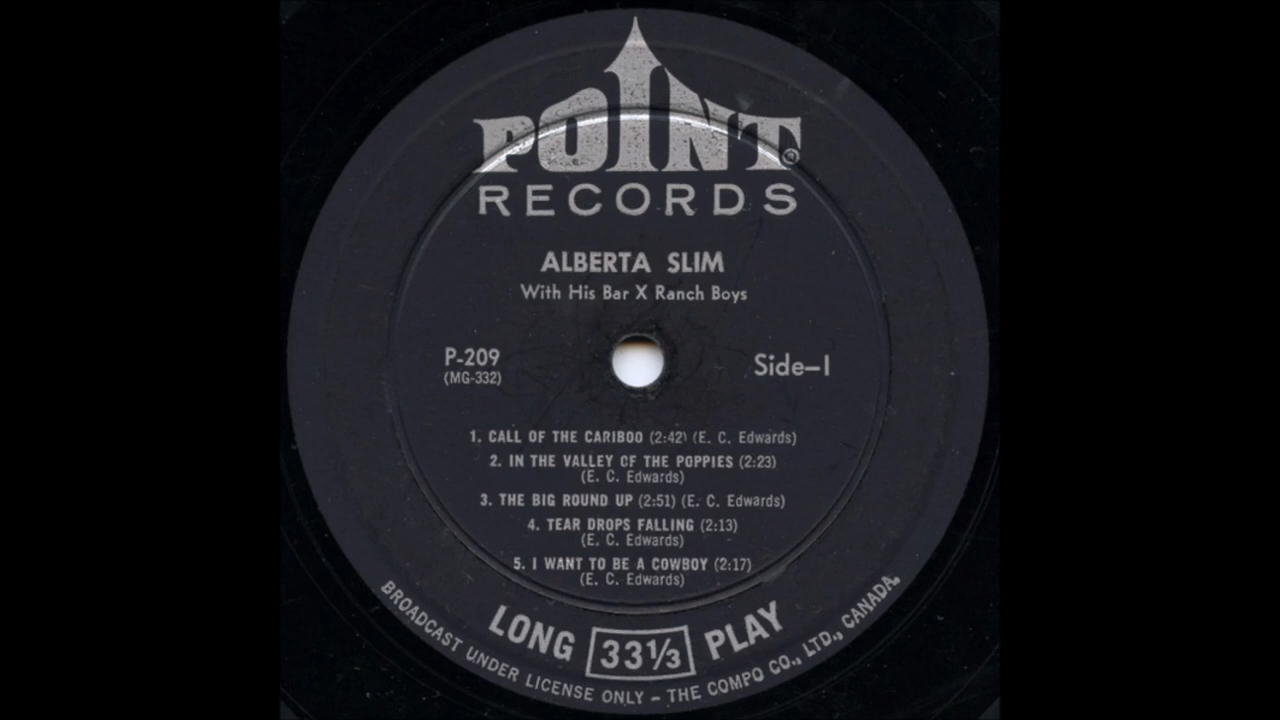 POINT®
RECORDS
ALBERTA SLIM
With His Bar X Ranch Boys
P-209
(MG-332)
Side-1
1. CALL OF THE CARIBOO (2:42) (E. C. Edwards)
2. IN THE VALLEY OF THE POPPIES (2:23)
(E. C. Edwards)
3. THE BIG ROUND UP (2:51) (E. C. Edwards)
4. TEAR DROPS FALLING (2:13)
(E. C. Edwards)
5. I WANT TO BE A COWBOY (2:17)
(E. C. Edwards)
LONG 33⅓ PLAY
BROADCAST UNDER LICENSE ONLY - THE COMPO CO., LTD., CANADA.